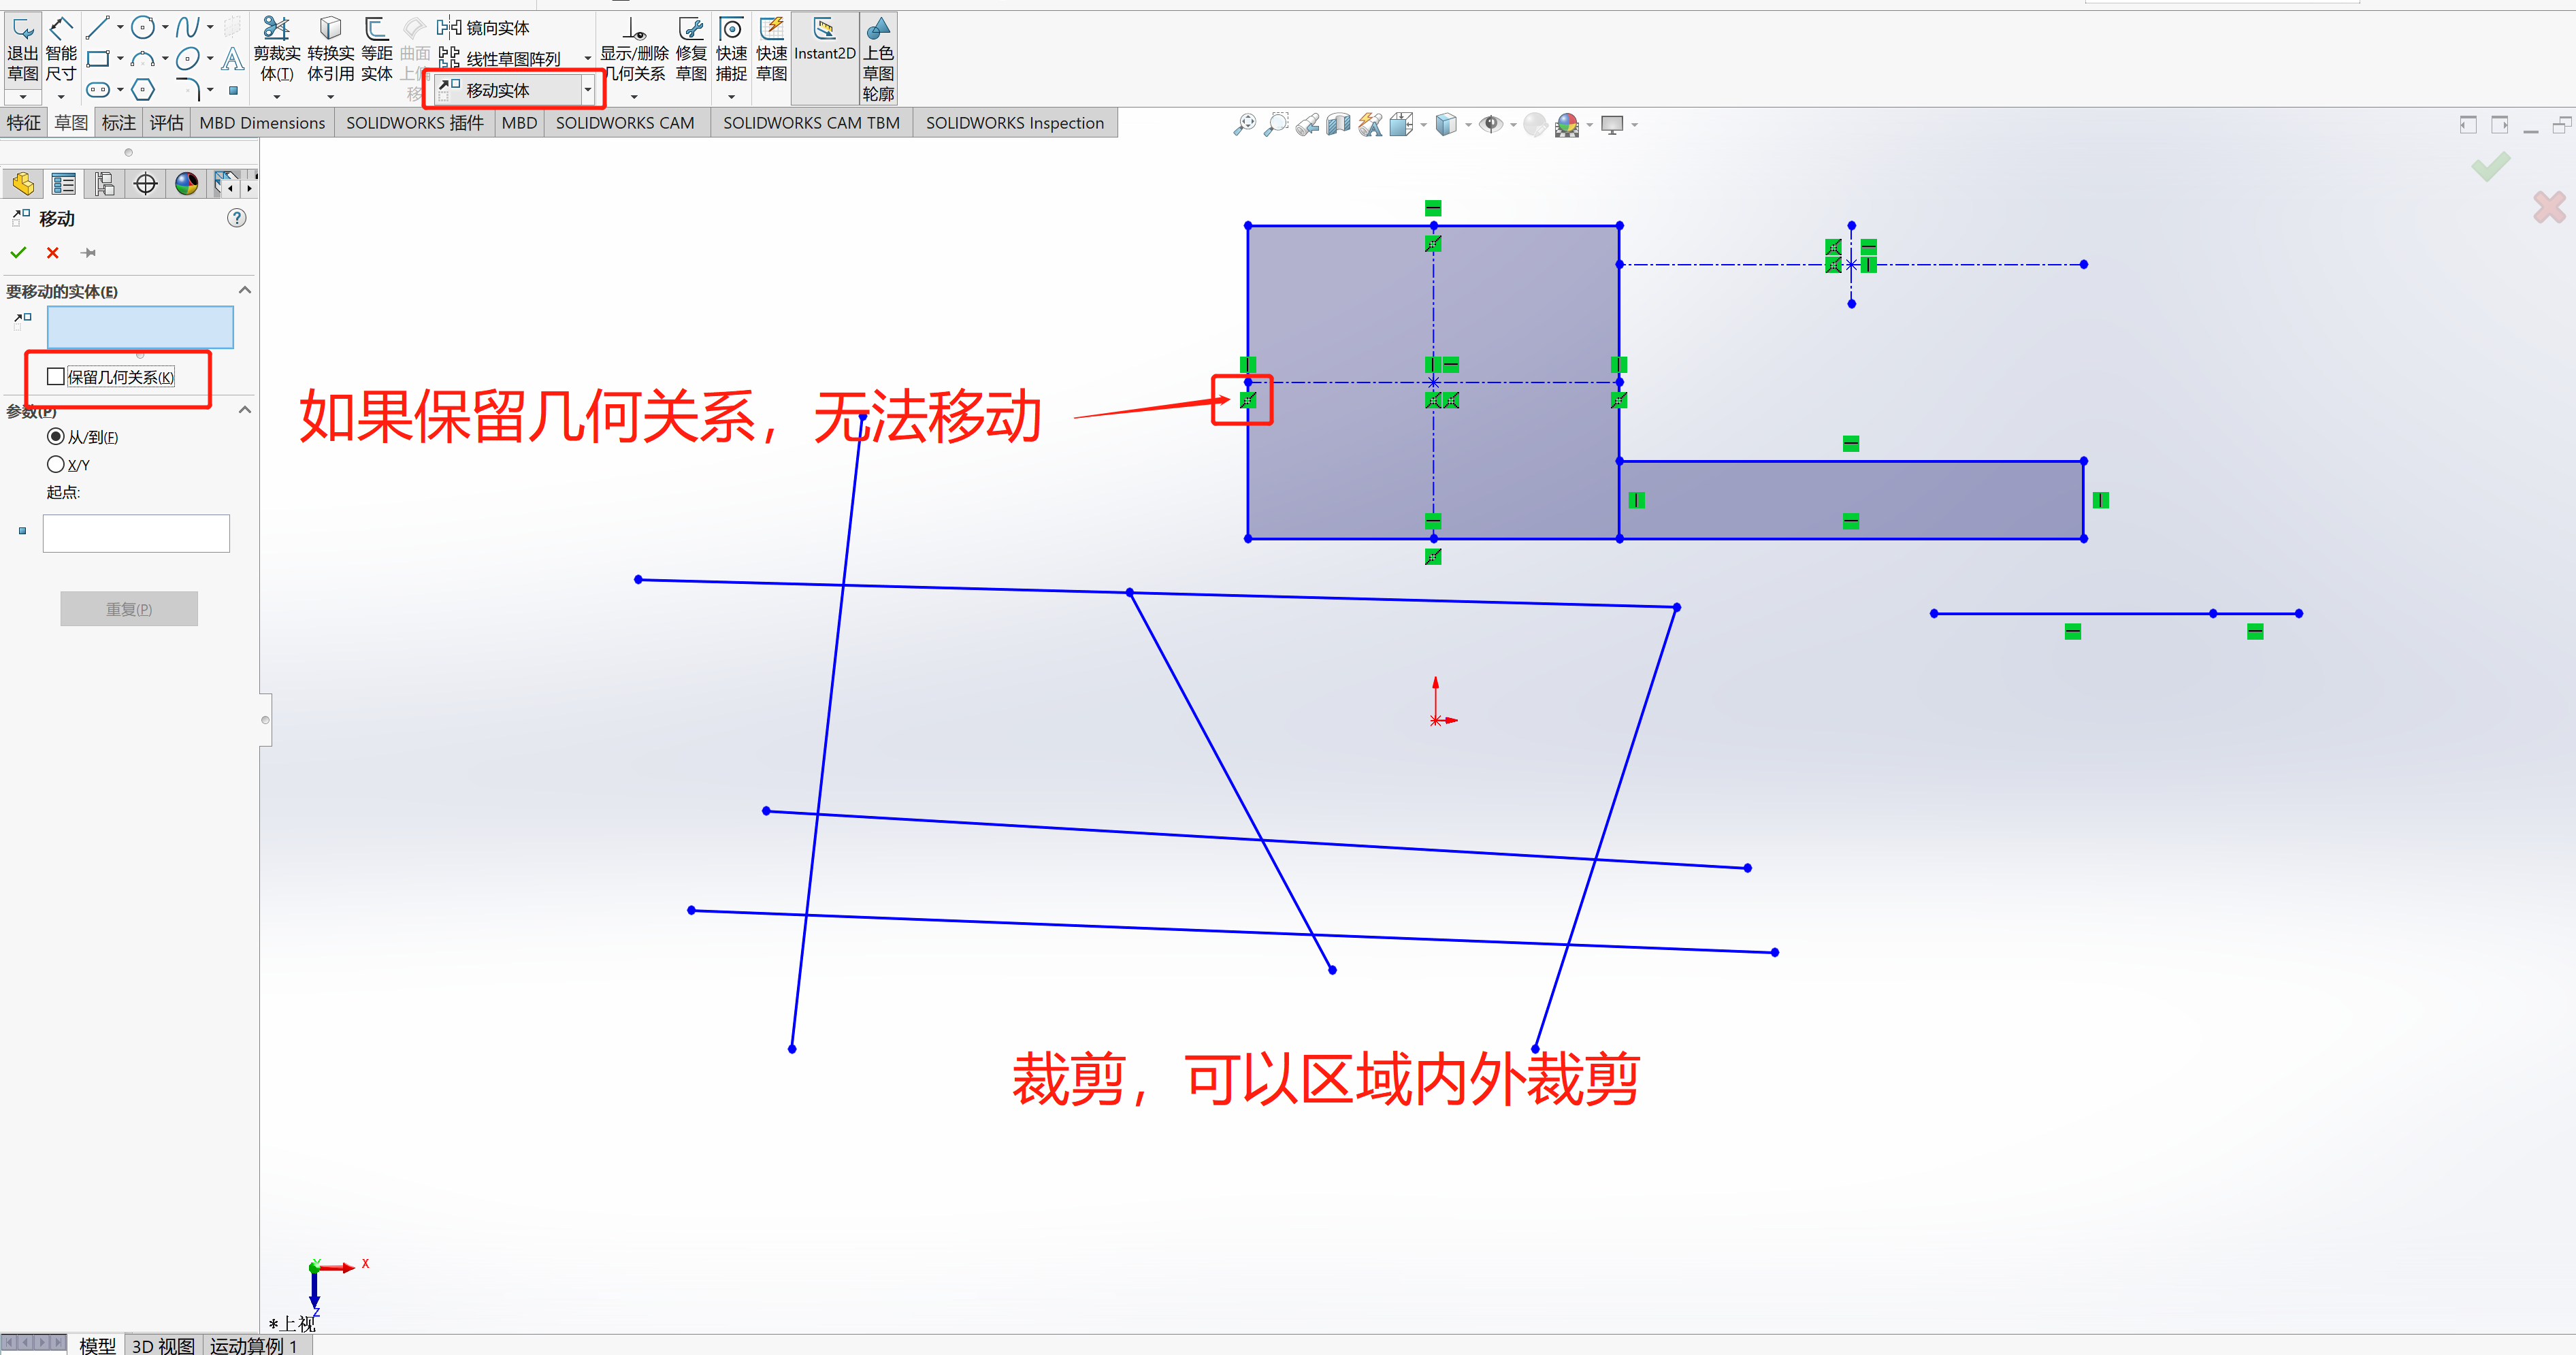 退出草图
智能尺寸
剪裁实体(T)
转换实体引用
等距实体
曲面上偏移
镜向实体
线性草图阵列
移动实体
显示/删除几何关系
修复草图
快速捕捉
快速草图
Instant2D
上色草图轮廓
特征 草图 标注 评估 MBD Dimensions SOLIDWORKS 插件 MBD SOLIDWORKS CAM SOLIDWORKS CAM TBM SOLIDWORKS Inspection
移动
要移动的实体(E)
保留几何关系(K)
参数(P)
从/到(F)
X/Y
起点:
重复(P)
如果保留几何关系，无法移动
裁剪，可以区域内外裁剪
Y
X
Z
*上视
模型 3D 视图 运动算例 1